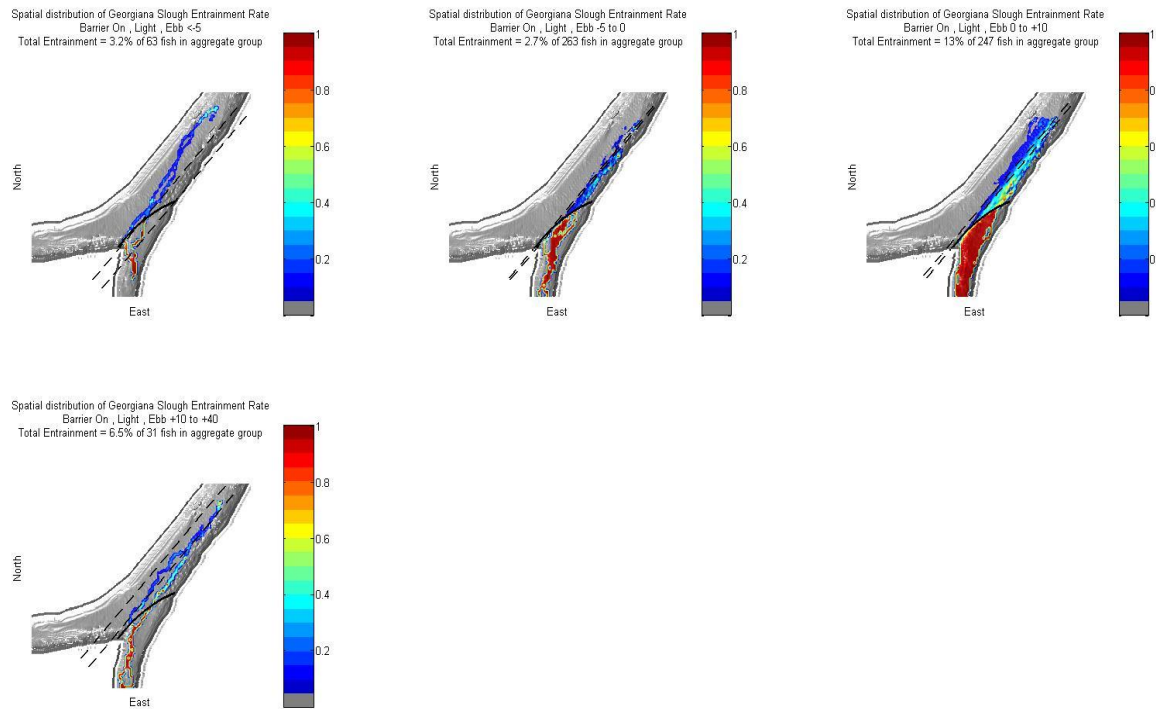 Spatial distribution of Georgiana Slough Entrainment Rate
Barrier On , Light , Ebb <-5
Total Entrainment = 3.2% of 63 fish in aggregate group
1
0.8
0.6
0.4
0.2
North
East
Spatial distribution of Georgiana Slough Entrainment Rate
Barrier On , Light , Ebb -5 to 0
Total Entrainment = 2.7% of 263 fish in aggregate group
1
0.8
0.6
0.4
0.2
North
East
Spatial distribution of Georgiana Slough Entrainment Rate
Barrier On , Light , Ebb 0 to +10
Total Entrainment = 13% of 247 fish in aggregate group
1
0
0
0
0
North
East
Spatial distribution of Georgiana Slough Entrainment Rate
Barrier On , Light , Ebb +10 to +40
Total Entrainment = 6.5% of 31 fish in aggregate group
1
0.8
0.6
0.4
0.2
North
East